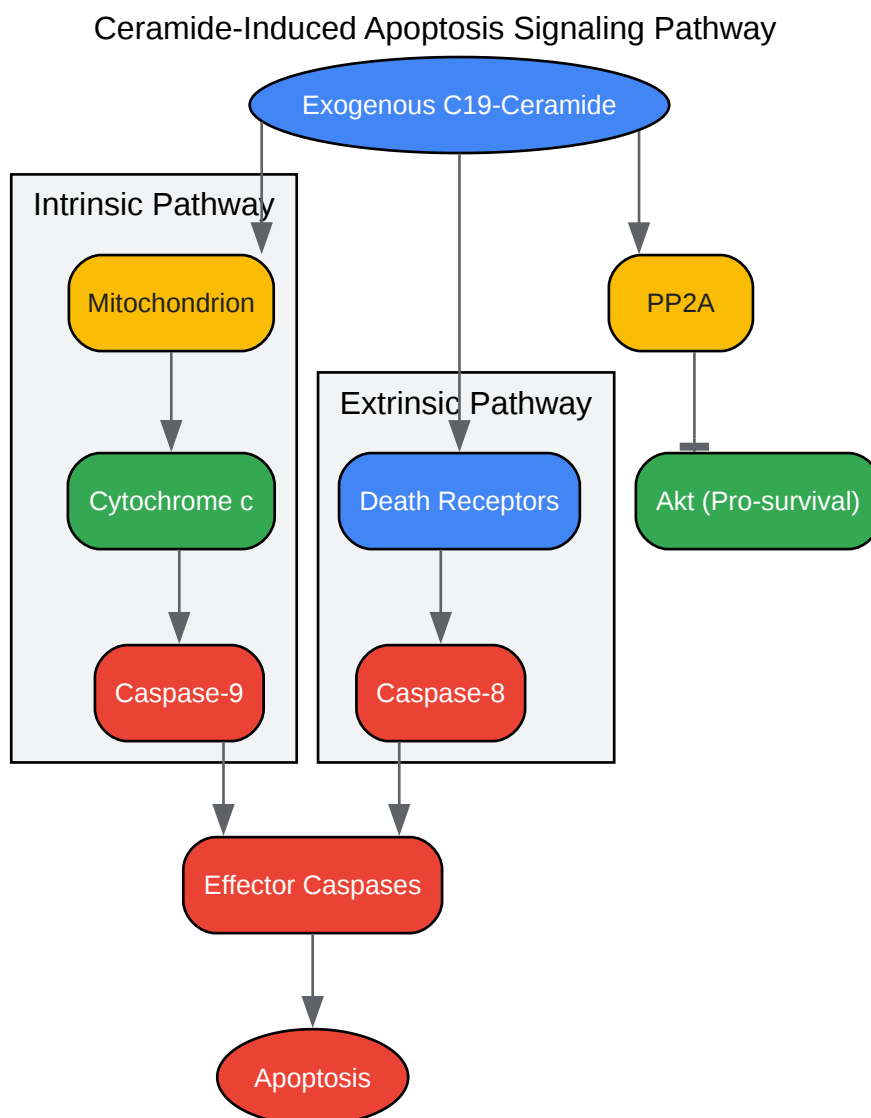 Ceramide-Induced Apoptosis Signaling Pathway
Exogenous C19-Ceramide
Intrinsic Pathway
Mitochondrion
PP2A
Extrinsic Pathway
Cytochrome c
Death Receptors
Akt (Pro-survival)
Caspase-9
Caspase-8
Effector Caspases
Apoptosis